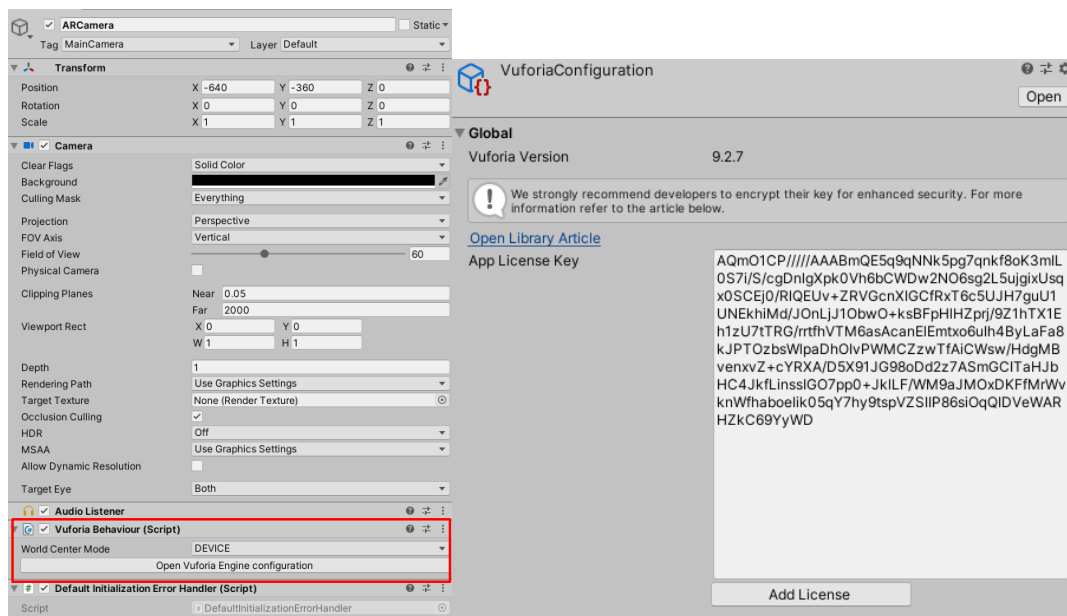 ARCamera
Static
Tag MainCamera Layer Default
Transform
Position X -640 Y -360 Z 0
Rotation X 0 Y 0 Z 0
Scale X 1 Y 1 Z 1
Camera
Clear Flags Solid Color
Background
Culling Mask Everything
Projection Perspective
FOV Axis Vertical
Field of View 60
Physical Camera
Clipping Planes Near 0.05
Far 2000
Viewport Rect X 0 Y 0
W 1 H 1
Depth 1
Rendering Path Use Graphics Settings
Target Texture None (Render Texture)
Occlusion Culling
HDR Off
MSAA Use Graphics Settings
Allow Dynamic Resolution
Target Eye Both
Audio Listener
Vuforia Behaviour (Script)
World Center Mode DEVICE
Open Vuforia Engine configuration
Default Initialization Error Handler (Script)
Script DefaultInitializationErrorHandler
VuforiaConfiguration
Open
Global
Vuforia Version 9.2.7
We strongly recommend developers to encrypt their key for enhanced security. For more
information refer to the article below.
Open Library Article
App License Key
AQmO1CP/////AAABmQE5q9qNNk5pg7qnkf8oK3mlL
0S7i/S/cgDnlgXpk0Vh6bCWDw2NO6sg2L5ujgixUsq
x0SCEj0/RIQEUv+ZRVGcnXIGCfRxT6c5UJH7guU1
UNEkhiMd/JOnLjJ1ObwO+ksBFpHIHZprj/9Z1hTX1E
h1zU7tTRG/rrtfhVTM6asAcanElEmtxo6ulh4ByLaFa8
kJPTOzbsWlpaDhOlvPWMCZzwTfAiCWsw/HdgMB
venxvZ+cYRXA/D5X91JG98oDd2z7ASmGCITaHJb
HC4JkfLinsslGO7pp0+JklLF/WM9aJMOxDKFfMrWv
knWfhaboelik05qY7hy9tspVZSIlP86siOqQlDVeWAR
HZkC69YyWD
Add License